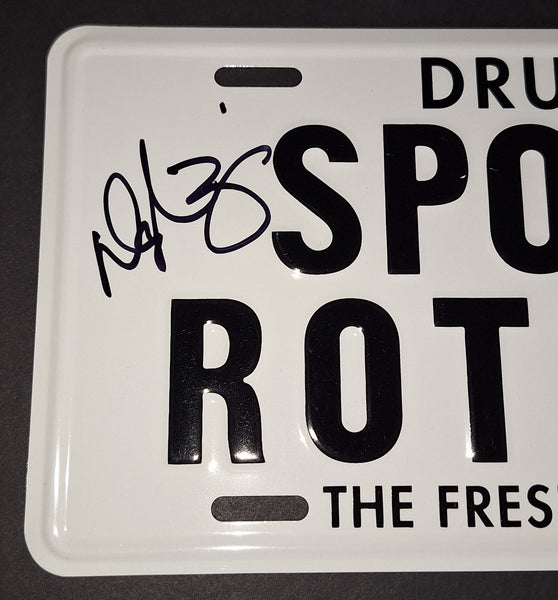 DRU
SPO
ROT
THE FRES